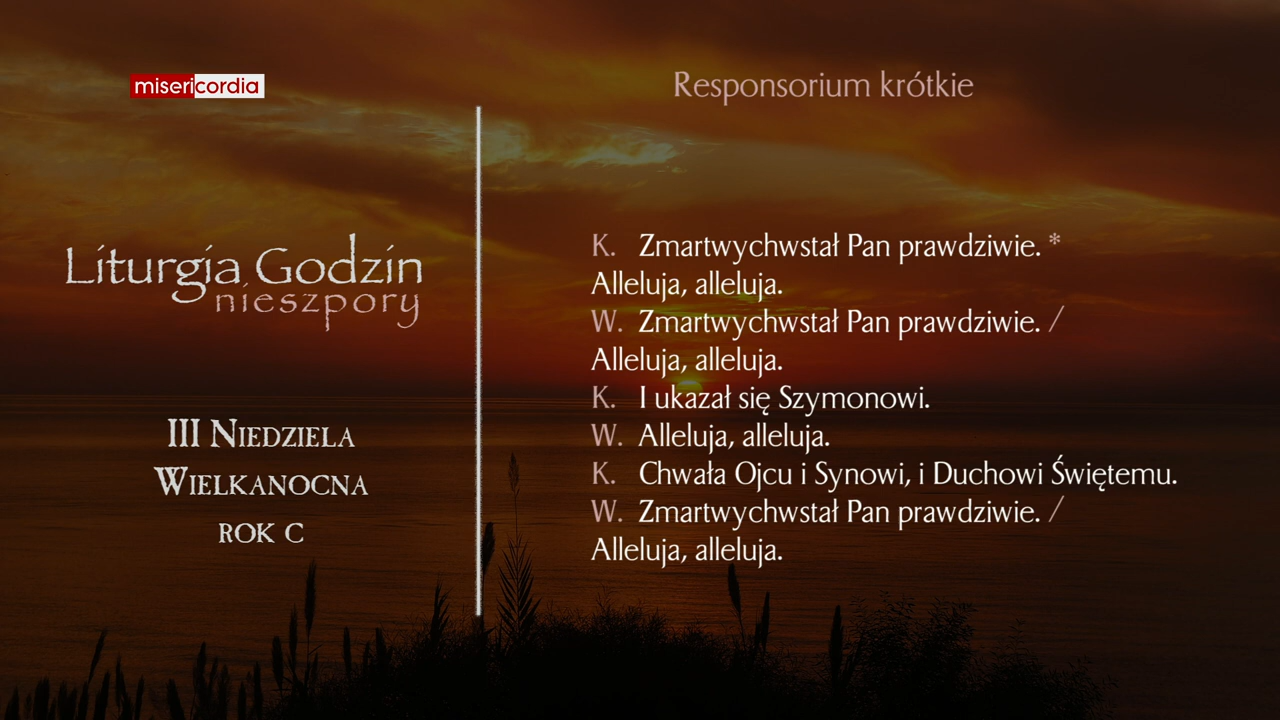 misericordia
Liturgia Godzin
nieszpory
III Niedziela
Wielkanocna
rok C
Responsorium krótkie
K. Zmartwychwstał Pan prawdziwie. *
Alleluja, alleluja.
W. Zmartwychwstał Pan prawdziwie. /
Alleluja, alleluja.
K. I ukazał się Szymonowi.
W. Alleluja, alleluja.
K. Chwała Ojcu i Synowi, i Duchowi Świętemu.
W. Zmartwychwstał Pan prawdziwie. /
Alleluja, alleluja.